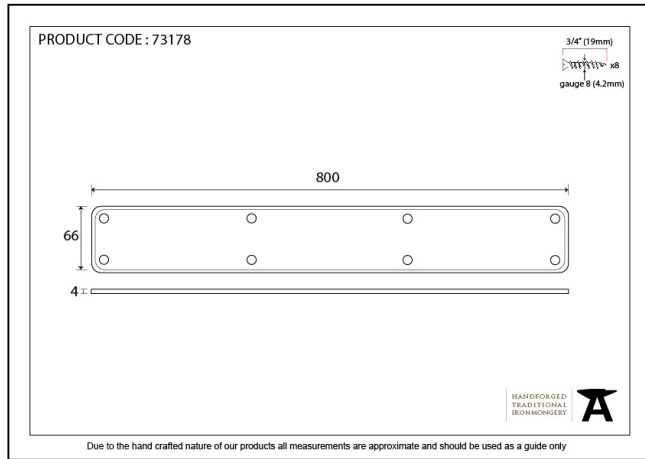 PRODUCT CODE : 73178
3/4" (19mm)
x8
gauge 8 (4.2mm)
800
66
4
HANDFORGED
TRADITIONAL
IRONMONGERY
A
Due to the hand crafted nature of our products all measurements are approximate and should be used as a guide only